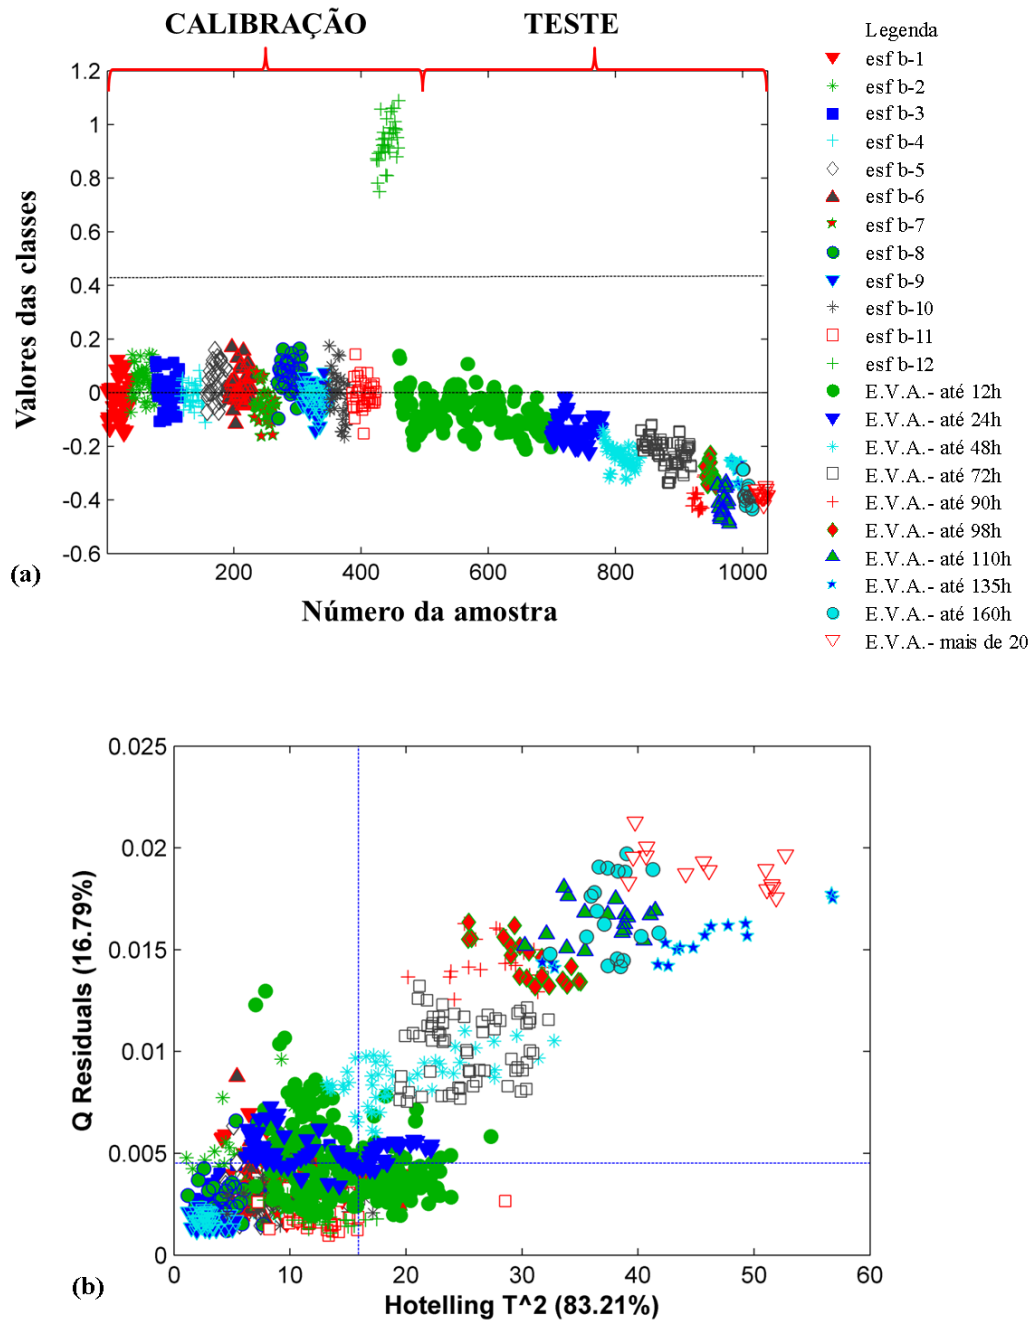 CALIBRAÇÃO
TESTE
Legenda
esf b-1
esf b-2
esf b-3
esf b-4
esf b-5
esf b-6
esf b-7
esf b-8
esf b-9
esf b-10
esf b-11
esf b-12
E.V.A.- até 12h
E.V.A.- até 24h
E.V.A.- até 48h
E.V.A.- até 72h
E.V.A.- até 90h
E.V.A.- até 98h
E.V.A.- até 110h
E.V.A.- até 135h
E.V.A.- até 160h
E.V.A.- mais de 20
Valores das classes
1.2
1
0.8
0.6
0.4
0.2
0
-0.2
-0.4
-0.6
200
400
600
800
1000
(a)
Número da amostra
Q Residuals (16.79%)
0.025
0.02
0.015
0.01
0.005
0
0
10
20
30
40
50
60
(b)
Hotelling T^2 (83.21%)